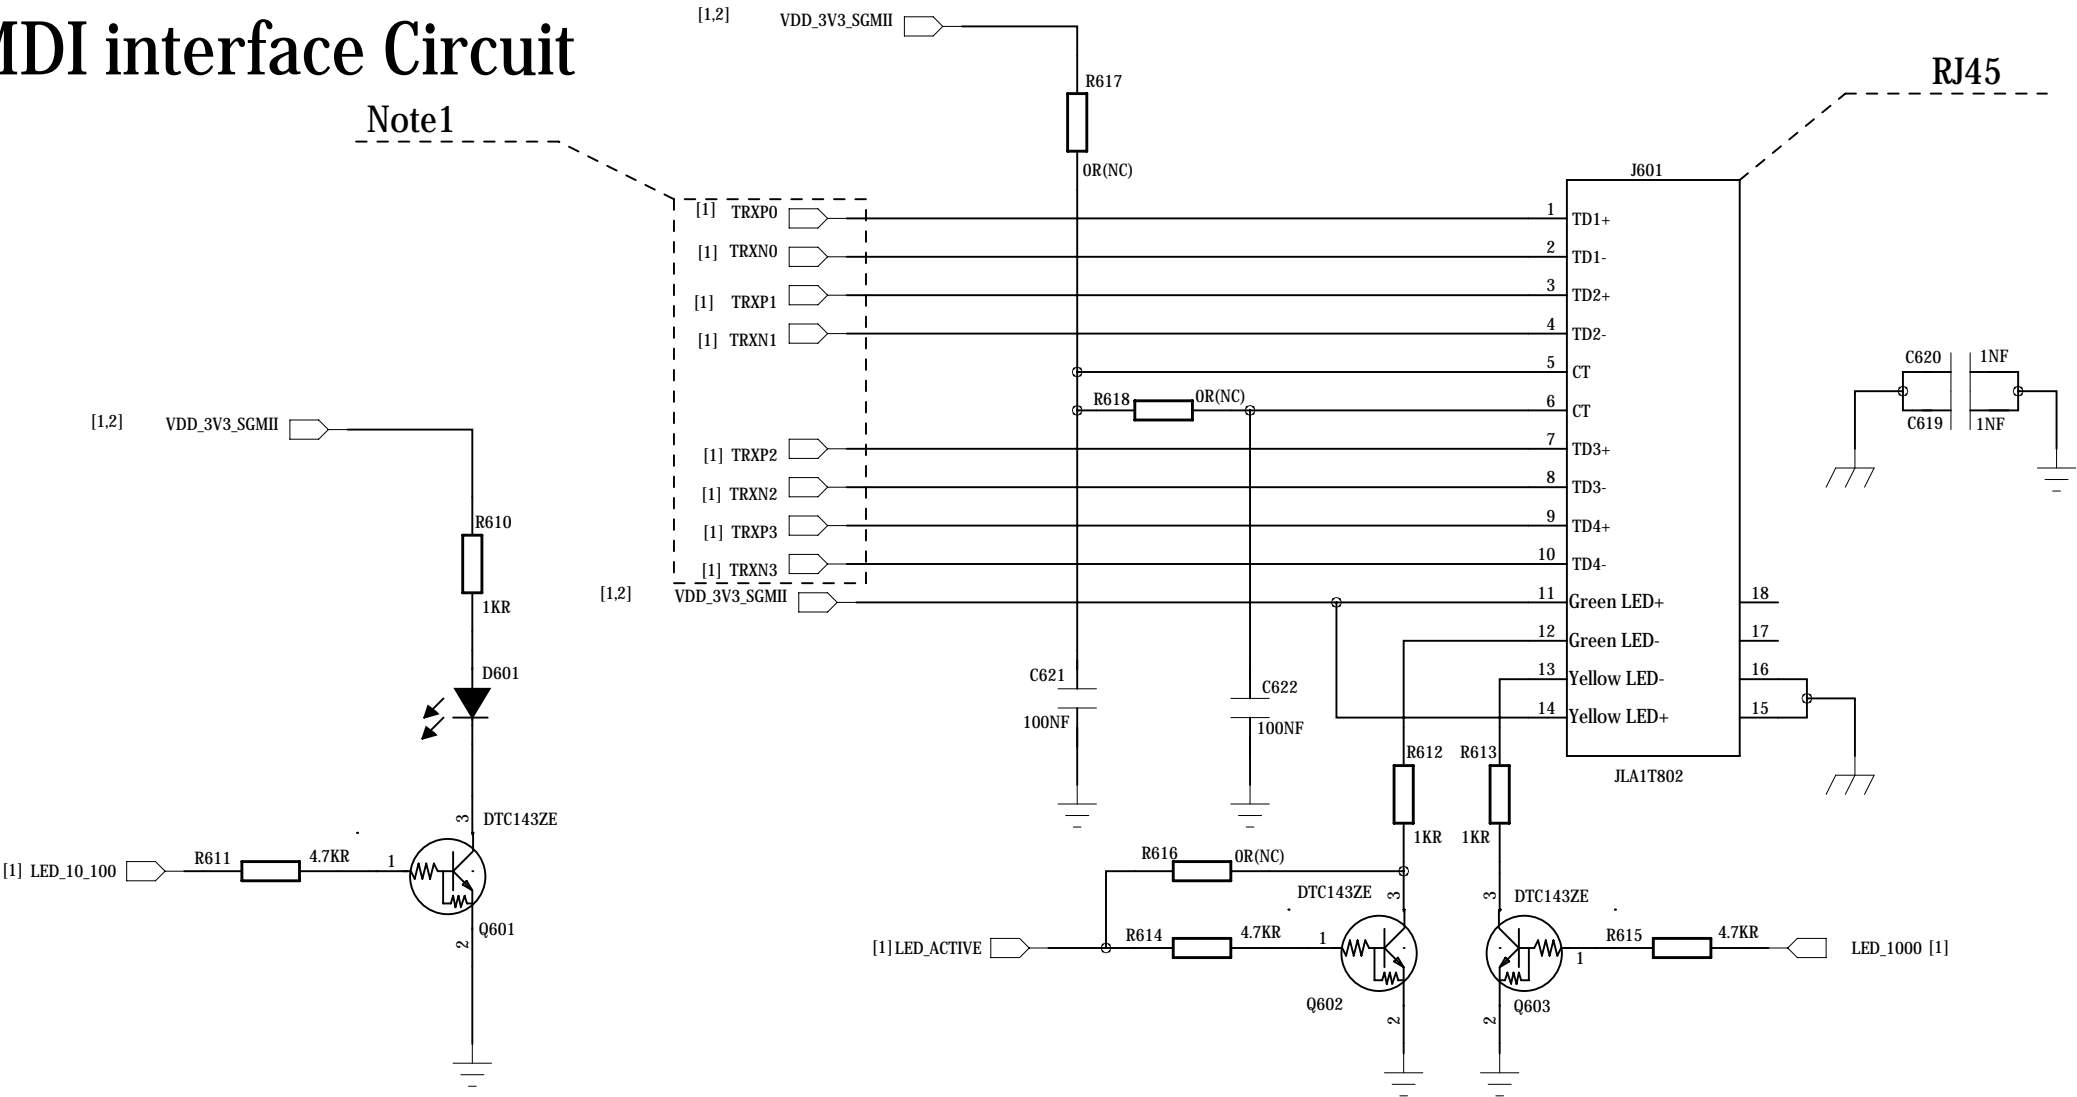 MDI interface Circuit
[1,2] VDD_3V3_SGMII
R617
0R(NC)
Note1
RJ45
J601
[1] TRXP0 1 TD1+
[1] TRXN0 2 TD1-
[1] TRXP1 3 TD2+
[1] TRXN1 4 TD2-
5 CT
R618 0R(NC) 6 CT
[1] TRXP2 7 TD3+
[1] TRXN2 8 TD3-
[1] TRXP3 9 TD4+
[1] TRXN3 10 TD4-
[1,2] VDD_3V3_SGMII 11 Green LED+ 18
12 Green LED- 17
13 Yellow LED- 16
14 Yellow LED+ 15
JLA1T802
C620 1NF
C619 1NF
[1,2] VDD_3V3_SGMII
R610
1KR
D601
3 DTC143ZE
[1] LED_10_100 R611 4.7KR 1
Q601
2
C621
100NF
C622
100NF
R612 R613
1KR 1KR
R616 0R(NC)
DTC143ZE 3 3 DTC143ZE
[1] LED_ACTIVE R614 4.7KR 1
1 R615 4.7KR LED_1000 [1]
Q602 Q603
2 2